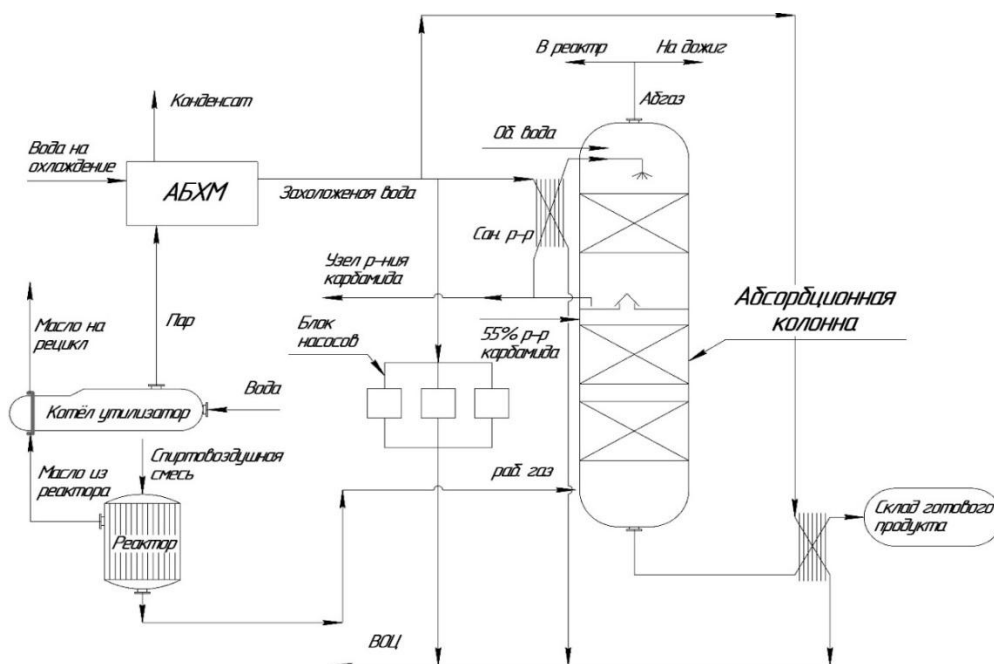 В реактр
На дожиг
Абгаз
Конденсат
Вода на
охлаждение
АБХМ
Захоложеная вода
Об. вода
Сан. р-р
Узел р-ния
карбамида
Масло на
рецикл
Пар
Блок
насосов
55% р-р
карбамида
Абсорбционная
колонна
Котёл утилизатор
Вода
Спиртовоздушная
смесь
Масло из
реактора
раб. газ
Реактор
Склад готового
продукта
ВОЦ